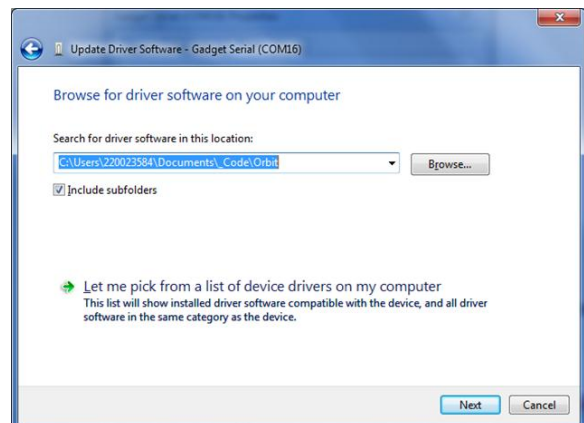 Update Driver Software - Gadget Serial (COM16)
Browse for driver software on your computer
Search for driver software in this location:
C:\Users\220023584\Documents\_Code\Orbit
Browse...
Include subfolders
Let me pick from a list of device drivers on my computer
This list will show installed driver software compatible with the device, and all driver
software in the same category as the device.
Next Cancel